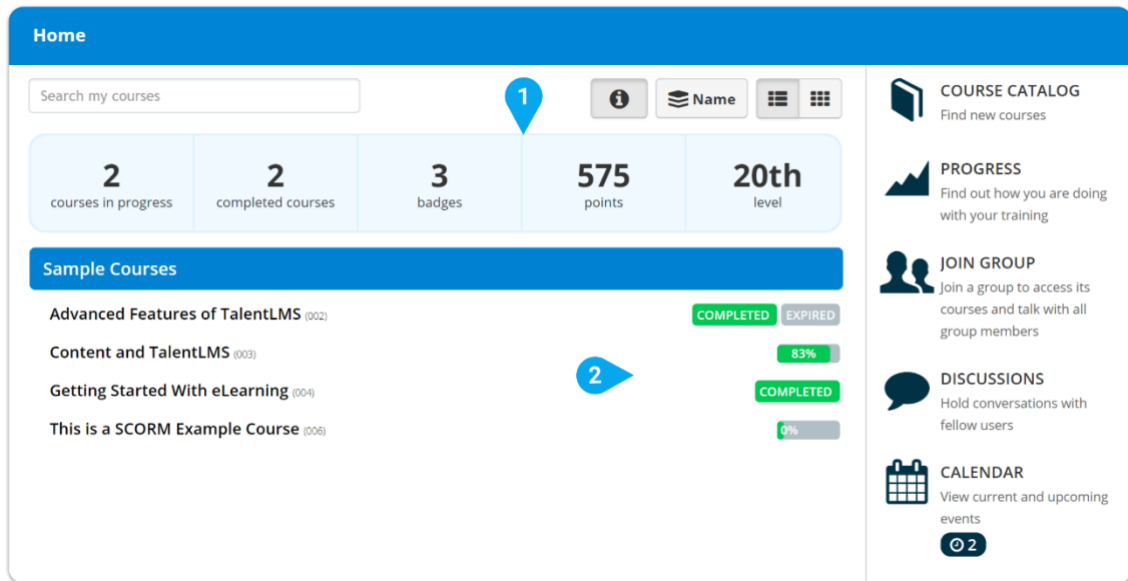 Home
Search my courses
1
Name
2
courses in progress
2
completed courses
3
badges
575
points
20th
level
Sample Courses
Advanced Features of TalentLMS (002)
COMPLETED EXPIRED
Content and TalentLMS (003)
83%
2
Getting Started With eLearning (004)
COMPLETED
This is a SCORM Example Course (006)
0%
COURSE CATALOG
Find new courses
PROGRESS
Find out how you are doing
with your training
JOIN GROUP
Join a group to access its
courses and talk with all
group members
DISCUSSIONS
Hold conversations with
fellow users
CALENDAR
View current and upcoming
events
2